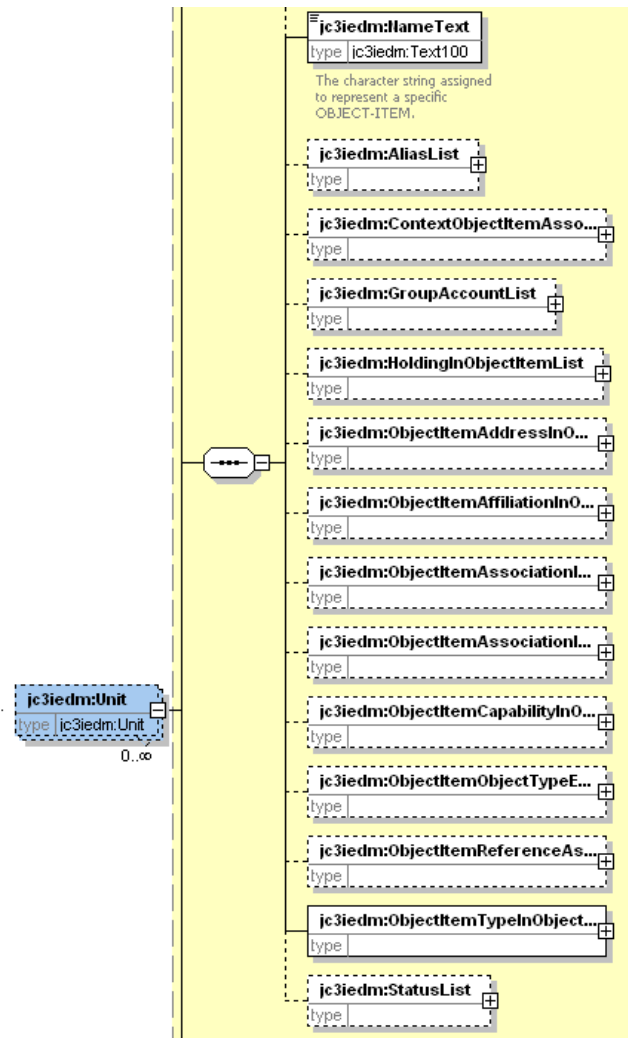 jc3iedm:NameText
type jc3iedm:Text100
The character string assigned
to represent a specific
OBJECT-ITEM.
jc3iedm:AliasList
type
jc3iedm:ContextObjectItemAsso...
type
jc3iedm:GroupAccountList
type
jc3iedm:HoldingInObjectItemList
type
jc3iedm:ObjectItemAddressInO...
type
jc3iedm:ObjectItemAffiliationInO...
type
jc3iedm:ObjectItemAssociationI...
type
jc3iedm:ObjectItemAssociationI...
type
jc3iedm:Unit
type jc3iedm:Unit
0..∞
jc3iedm:ObjectItemCapabilityInO...
type
jc3iedm:ObjectItemObjectTypeE...
type
jc3iedm:ObjectItemReferenceAs...
type
jc3iedm:ObjectItemTypeInObject...
type
jc3iedm:StatusList
type